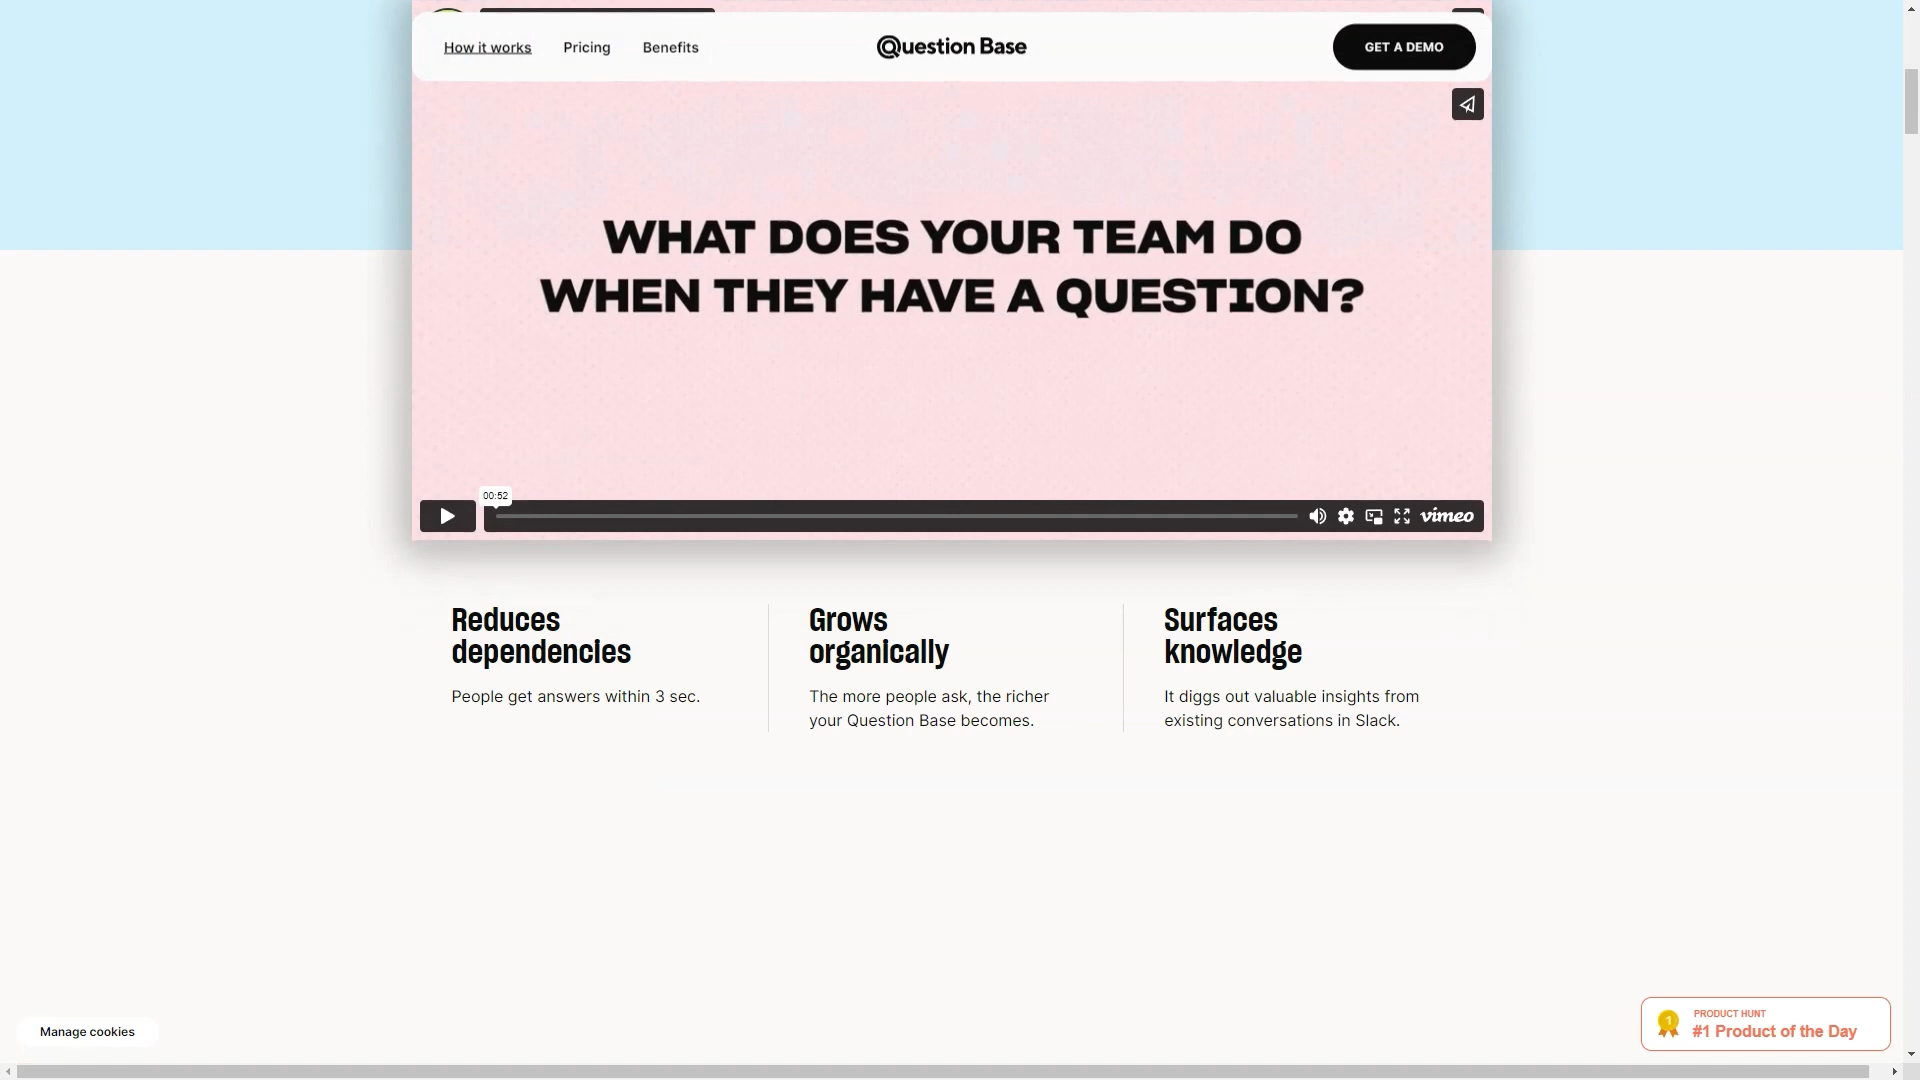 How it works
Pricing
Benefits
Question Base
GET A DEMO
WHAT DOES YOUR TEAM DO
WHEN THEY HAVE A QUESTION?
00:52
vimeo
Reduces
dependencies
People get answers within 3 sec.
Grows
organically
The more people ask, the richer
your Question Base becomes.
Surfaces
knowledge
It diggs out valuable insights from
existing conversations in Slack.
Manage cookies
1
PRODUCT HUNT
#1 Product of the Day